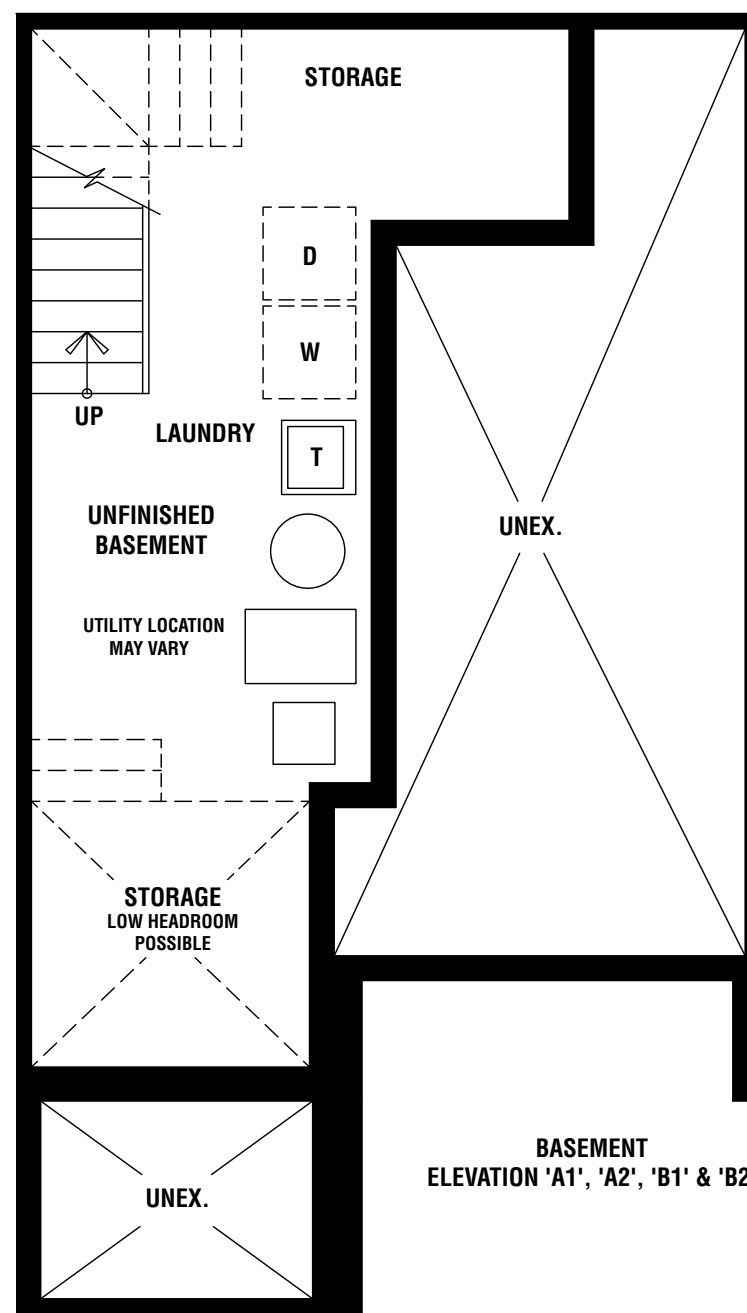 STORAGE
D
W
UP
LAUNDRY
T
UNFINISHED
BASEMENT
UNEX.
UTILITY LOCATION
MAY VARY
STORAGE
LOW HEADROOM
POSSIBLE
BASEMENT
ELEVATION 'A1', 'A2', 'B1' & 'B2
UNEX.